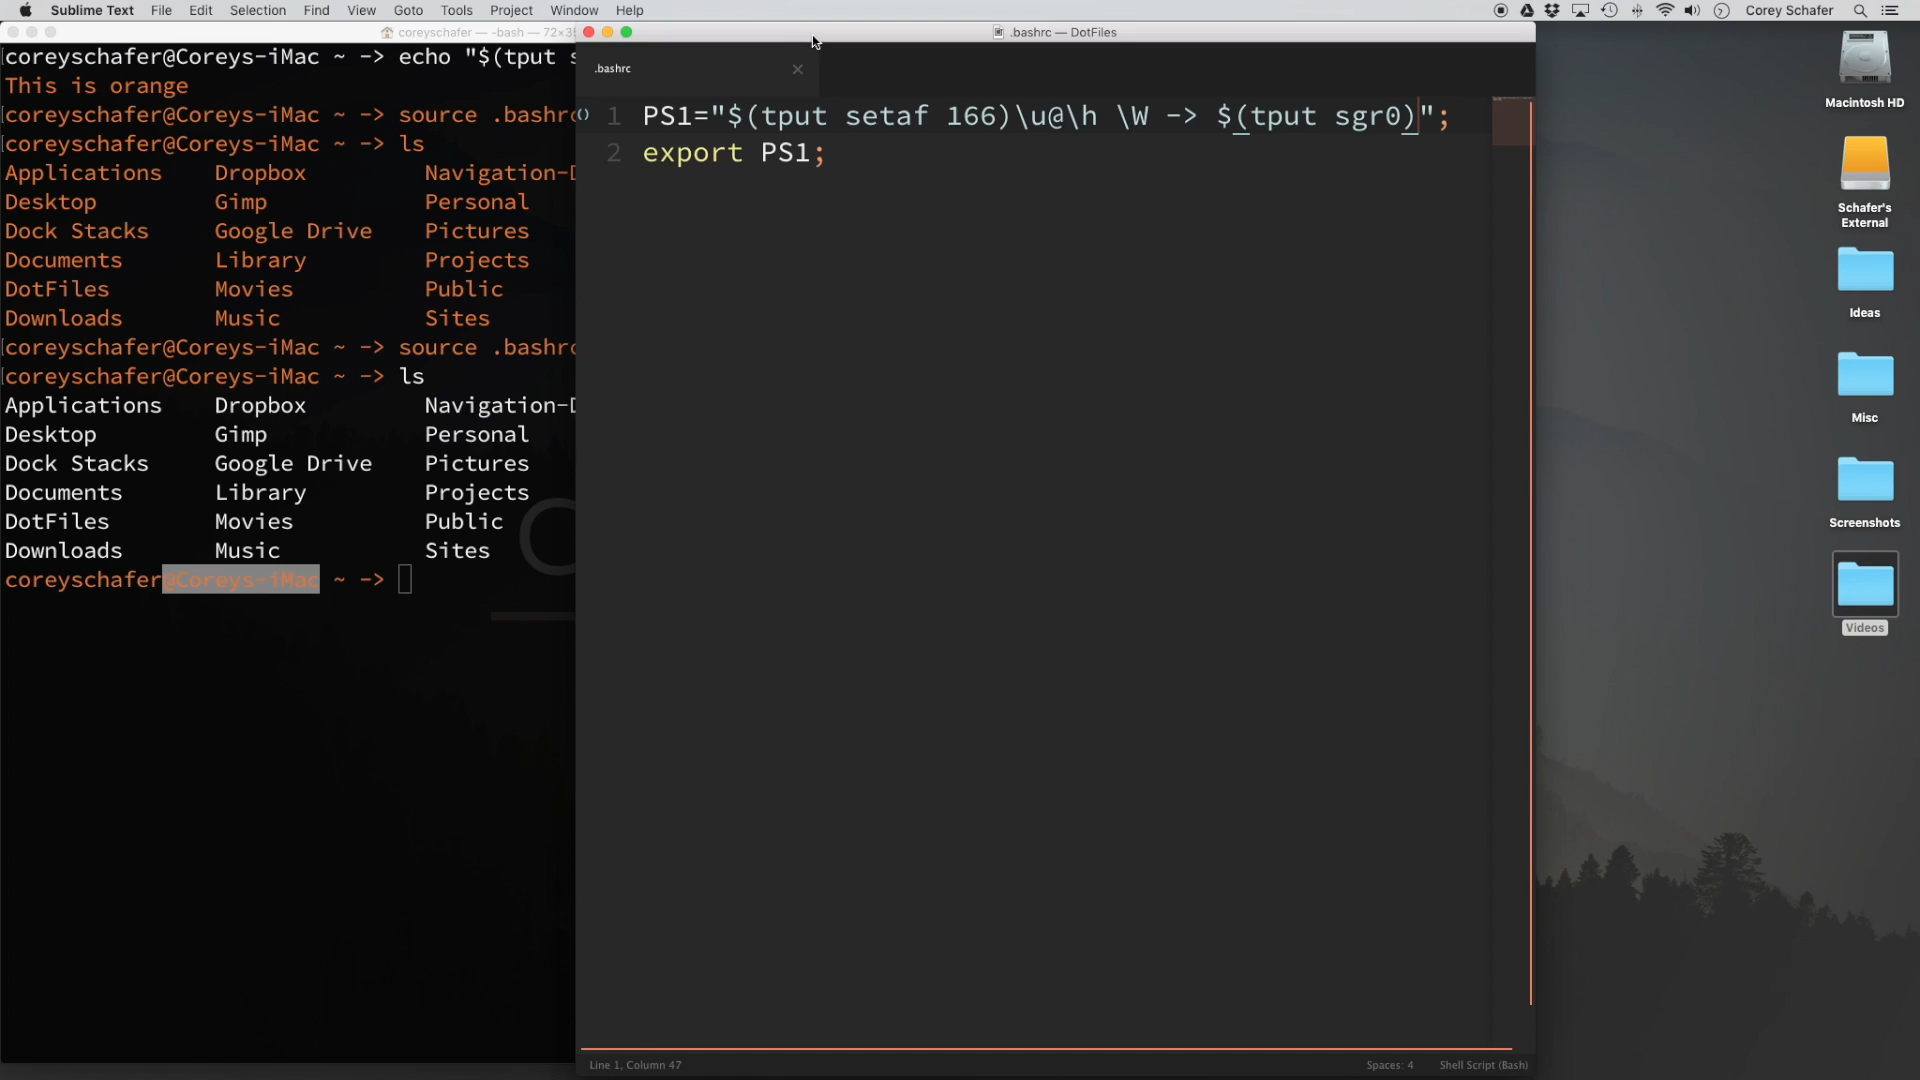 Sublime Text File Edit Selection Find View Goto Tools Project Window Help Corey Schafer
coreyschafer — -bash — 72×3
coreyschafer@Coreys-iMac ~ -> echo "$(tput s
This is orange
coreyschafer@Coreys-iMac ~ -> source .bashrc
coreyschafer@Coreys-iMac ~ -> ls
Applications Dropbox Navigation-D
Desktop Gimp Personal
Dock Stacks Google Drive Pictures
Documents Library Projects
DotFiles Movies Public
Downloads Music Sites
coreyschafer@Coreys-iMac ~ -> source .bashrc
coreyschafer@Coreys-iMac ~ -> ls
Applications Dropbox Navigation-D
Desktop Gimp Personal
Dock Stacks Google Drive Pictures
Documents Library Projects
DotFiles Movies Public
Downloads Music Sites
coreyschafer@Coreys-iMac ~ ->
.bashrc — DotFiles
.bashrc
1 PS1="$(tput setaf 166)\u@\h \W -> $(tput sgr0)";
2 export PS1;
Line 1, Column 47 Spaces: 4 Shell Script (Bash)
Macintosh HD
Schafer's
External
Ideas
Misc
Screenshots
Videos